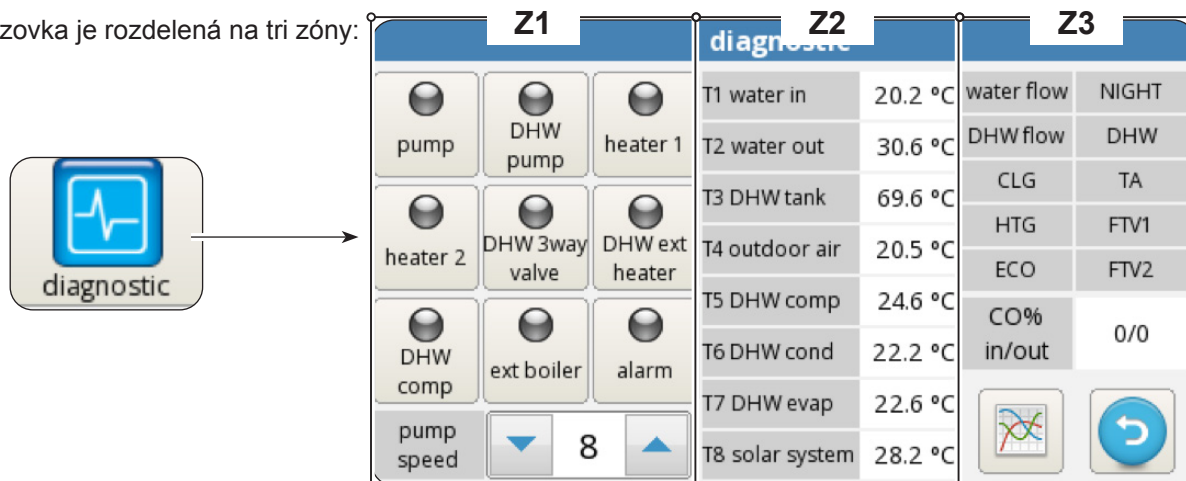 zovka je rozdelená na tri zóny:
diagnostic
Z1
pump
DHW
pump
heater 1
heater 2
DHW 3way
valve
DHW ext
heater
DHW
comp
ext boiler
alarm
pump
speed
8
Z2
diagnostic
T1 water in 20.2 °C
T2 water out 30.6 °C
T3 DHW tank 69.6 °C
T4 outdoor air 20.5 °C
T5 DHW comp 24.6 °C
T6 DHW cond 22.2 °C
T7 DHW evap 22.6 °C
T8 solar system 28.2 °C
Z3
water flow NIGHT
DHW flow DHW
CLG TA
HTG FTV1
ECO FTV2
CO%
in/out
0/0